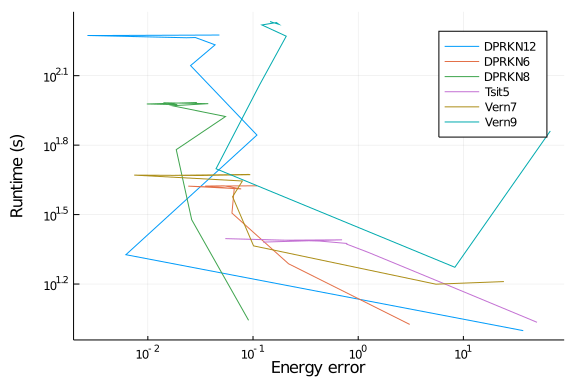 Runtime (s)
10^2.1
10^1.8
10^1.5
10^1.2
DPRKN12
DPRKN6
DPRKN8
Tsit5
Vern7
Vern9
10^-2 10^-1 10^0 10^1
Energy error